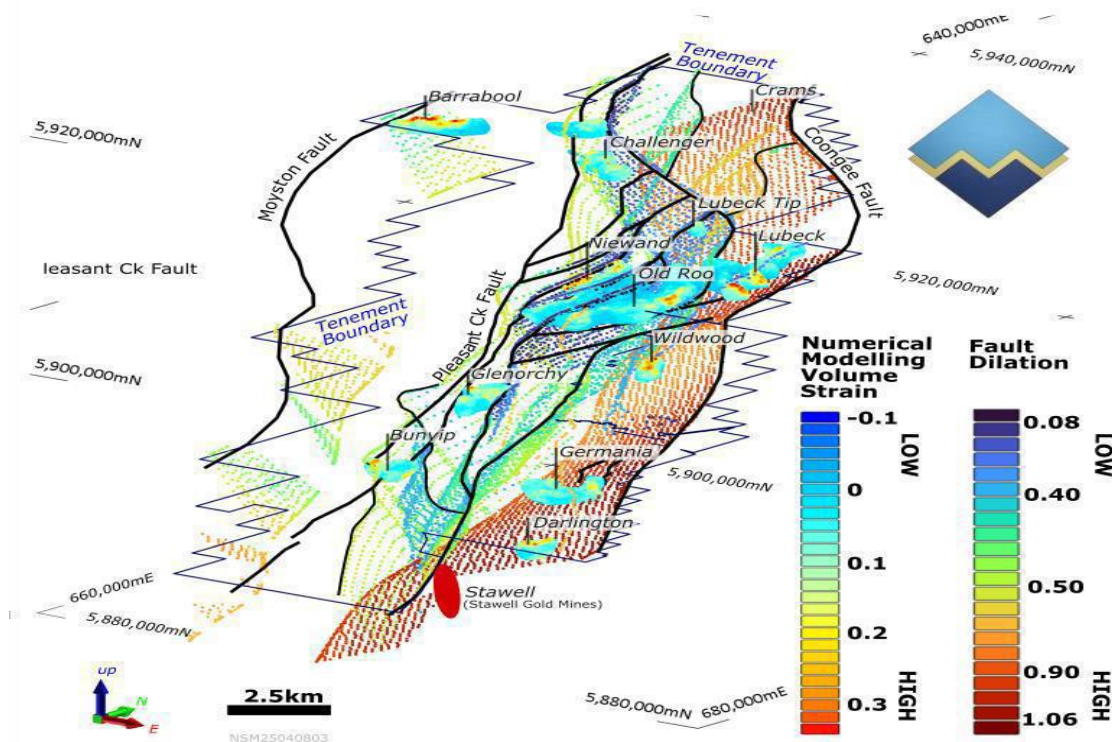 640,000mE
5,940,000mN
Tenement
Boundary
Crams
Barrabool
5,920,000mN
Challenger
Moyston Fault
Coongee Fault
Lubeck Tip
Lubeck
Niewand
leasant Ck Fault
Old Roo
5,920,000mN
Tenement
Boundary
Pleasant Ck Fault
Wildwood
5,900,000mN
Glenorchy
Bunyip
Germania
5,900,000mN
Darlington
Stawell
(Stawell Gold Mines)
660,000mE
5,880,000mN
Numerical
Modelling
Volume
Strain
-0.1
0
0.1
0.2
0.3
LOW
HIGH
Fault
Dilation
0.08
0.40
0.50
0.90
1.06
LOW
HIGH
up
N
E
2.5km
NSM25040803
5,880,000mN
680,000mE